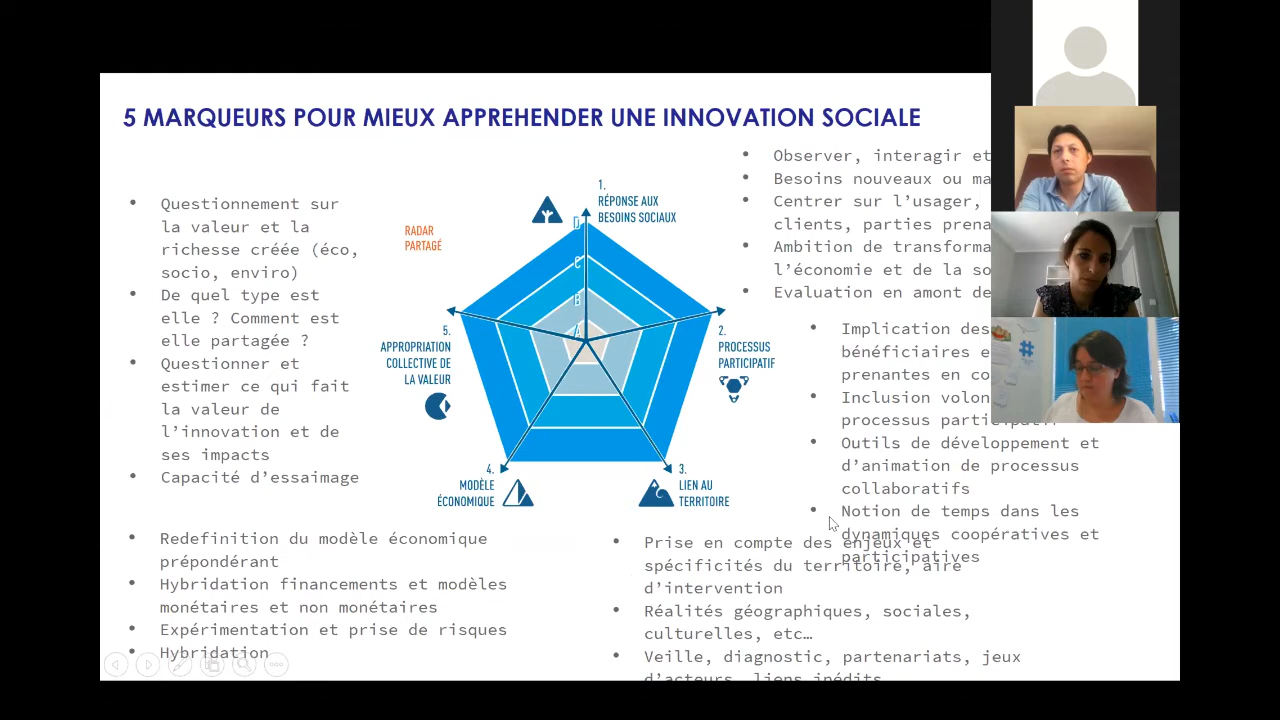 5 MARQUEURS POUR MIEUX APPREHENDER UNE INNOVATION SOCIALE
• Questionnement sur
la valeur et la
richesse créée (éco,
socio, enviro)
• De quel type est
elle ? Comment est
elle partagée ?
• Questionner et
estimer ce qui fait
la valeur de
l’innovation et de
ses impacts
• Capacité d’essaimage
RADAR
PARTAGÉ
1.
RÉPONSE AUX
BESOINS SOCIAUX
D
C
B
A
2.
PROCESSUS
PARTICIPATIF
3.
LIEN AU
TERRITOIRE
4.
MODÈLE
ÉCONOMIQUE
5.
APPROPRIATION
COLLECTIVE DE
LA VALEUR
• Observer, interagir et
• Besoins nouveaux ou ma
• Centrer sur l’usager,
clients, parties prena
• Ambition de transforma
l’économie et de la so
• Evaluation en amont de
• Implication des
bénéficiaires e
prenantes en co
• Inclusion volon
processus participatif
• Outils de développement et
d’animation de processus
collaboratifs
• Notion de temps dans les
dynamiques coopératives et
participatives
• Redefinition du modèle économique
prépondérant
• Hybridation financements et modèles
monétaires et non monétaires
• Expérimentation et prise de risques
• Hybridation
• Prise en compte des enjeux et
spécificités du territoire, aire
d’intervention
• Réalités géographiques, sociales,
culturelles, etc…
• Veille, diagnostic, partenariats, jeux
d’acteurs, liens inédits